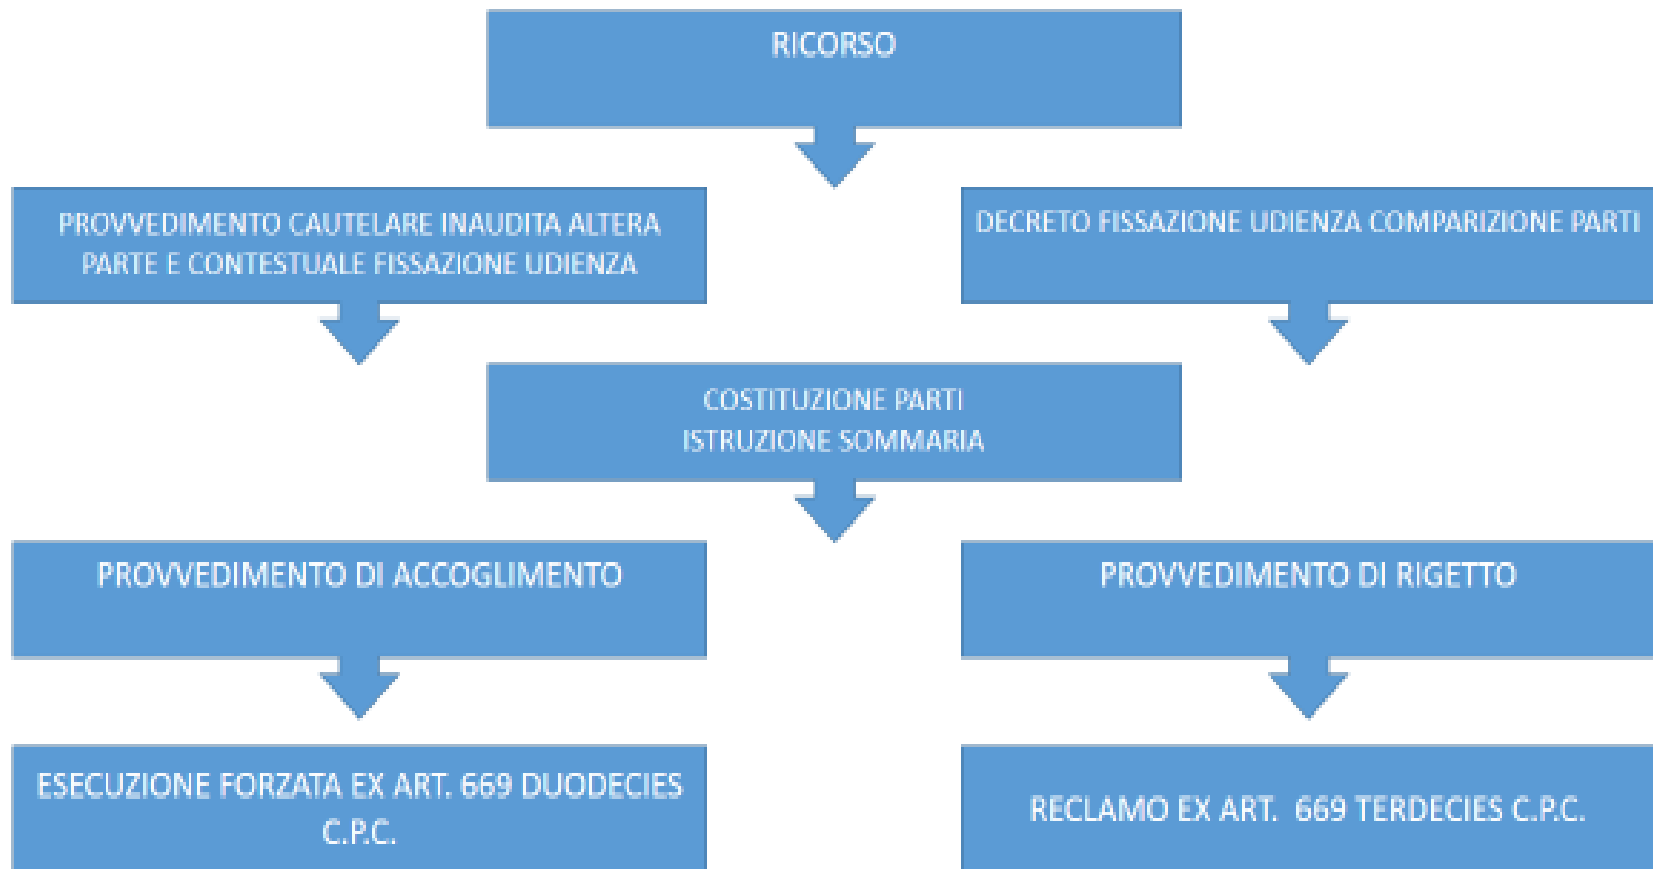 RICORSO
PROVVEDIMENTO CAUTELARE INAUDITA ALTERA
PARTE E CONTESTUALE FISSAZIONE UDIENZA
DECRETO FISSAZIONE UDIENZA COMPARIZIONE PARTI
COSTITUZIONE PARTI
ISTRUZIONE SOMMARIA
PROVVEDIMENTO DI ACCOGLIMENTO
PROVVEDIMENTO DI RIGETTO
ESECUZIONE FORZATA EX ART. 669 DUODECIES
C.P.C.
RECLAMO EX ART. 669 TERDECIES C.P.C.